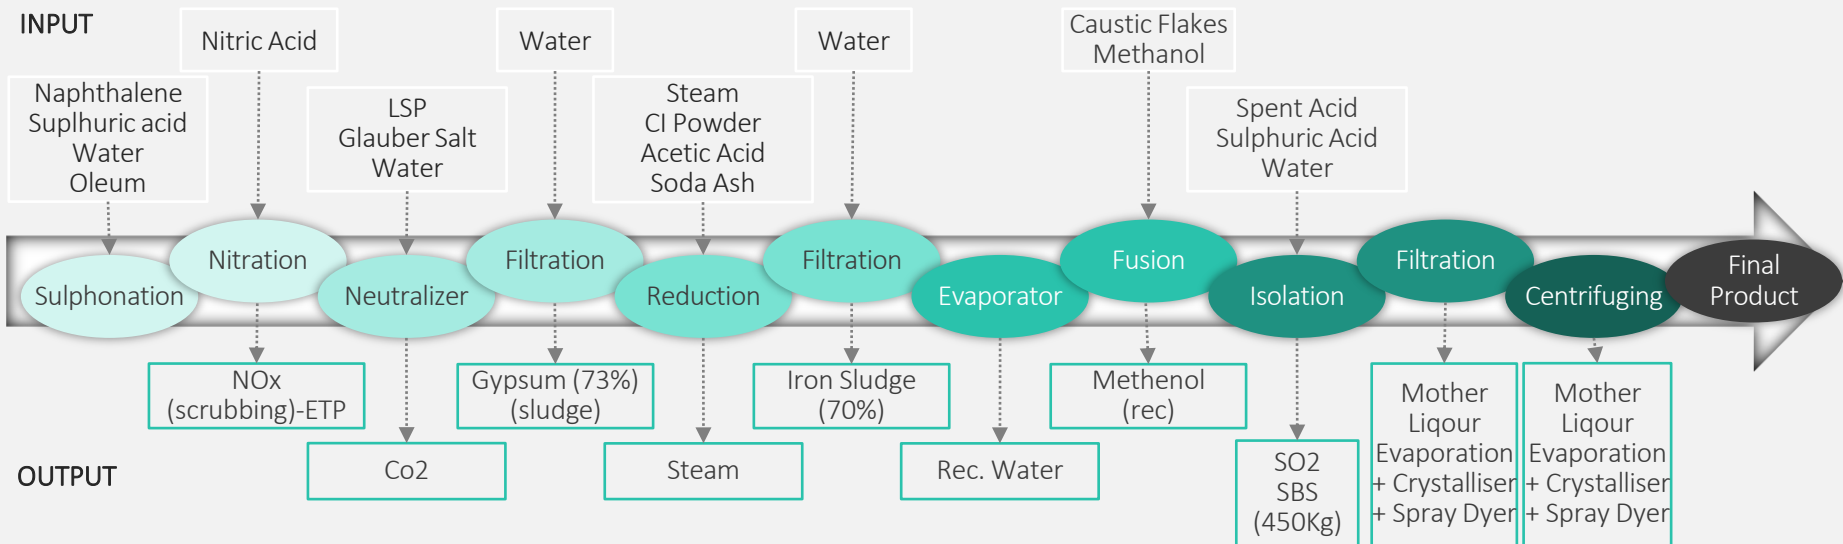 INPUT
Naphthalene
Suplhuric acid
Water
Oleum
Nitric Acid
LSP
Glauber Salt
Water
Water
Steam
CI Powder
Acetic Acid
Soda Ash
Water
Caustic Flakes
Methanol
Spent Acid
Sulphuric Acid
Water
Sulphonation
Nitration
Neutralizer
Filtration
Reduction
Filtration
Evaporator
Fusion
Isolation
Filtration
Centrifuging
Final
Product
OUTPUT
NOx
(scrubbing)-ETP
Co2
Gypsum (73%)
(sludge)
Steam
Iron Sludge
(70%)
Rec. Water
Methenol
(rec)
SO2
SBS
(450Kg)
Mother
Liqour
Evaporation
+ Crystalliser
+ Spray Dyer
Mother
Liqour
Evaporation
+ Crystalliser
+ Spray Dyer